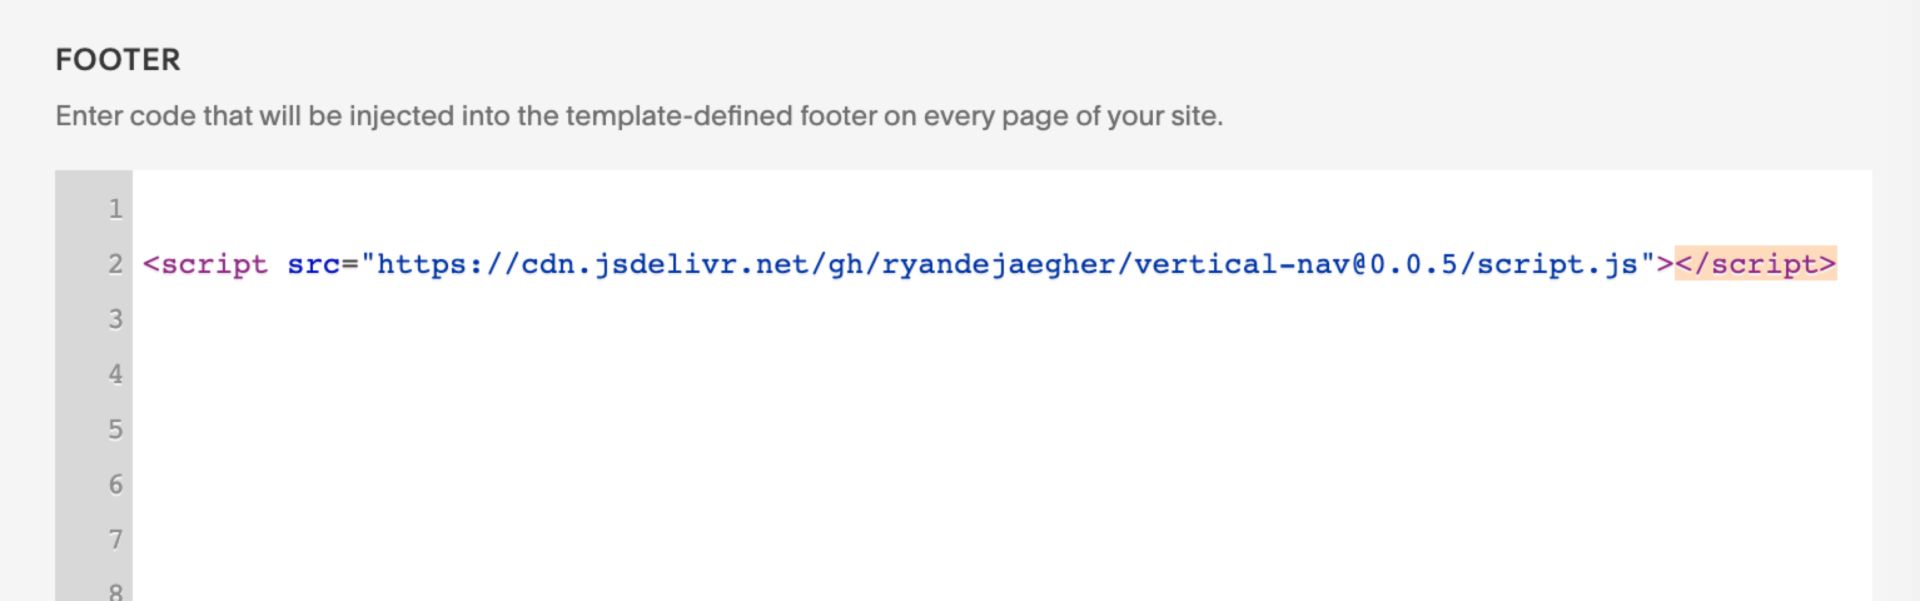 FOOTER
Enter code that will be injected into the template-defined footer on every page of your site.
1
2 <script src="https://cdn.jsdelivr.net/gh/ryandejaegher/vertical-nav@0.0.5/script.js"></script>
3
4
5
6
7
8